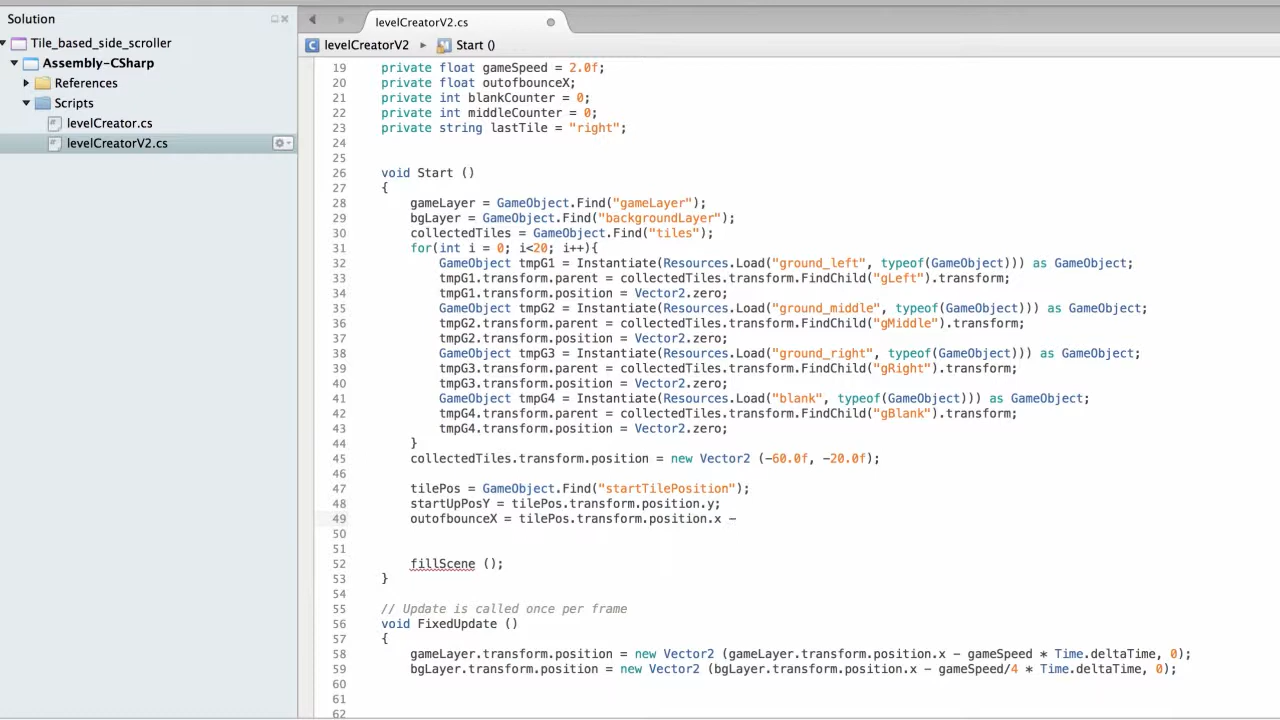 Solution
Tile_based_side_scroller
Assembly-CSharp
References
Scripts
levelCreator.cs
levelCreatorV2.cs
levelCreatorV2.cs
levelCreatorV2 ▸ Start ()
19 private float gameSpeed = 2.0f;
20 private float outofbounceX;
21 private int blankCounter = 0;
22 private int middleCounter = 0;
23 private string lastTile = "right";
24
25
26 void Start ()
27 {
28 gameLayer = GameObject.Find("gameLayer");
29 bgLayer = GameObject.Find("backgroundLayer");
30 collectedTiles = GameObject.Find("tiles");
31 for(int i = 0; i<20; i++){
32 GameObject tmpG1 = Instantiate(Resources.Load("ground_left", typeof(GameObject))) as GameObject;
33 tmpG1.transform.parent = collectedTiles.transform.FindChild("gLeft").transform;
34 tmpG1.transform.position = Vector2.zero;
35 GameObject tmpG2 = Instantiate(Resources.Load("ground_middle", typeof(GameObject))) as GameObject;
36 tmpG2.transform.parent = collectedTiles.transform.FindChild("gMiddle").transform;
37 tmpG2.transform.position = Vector2.zero;
38 GameObject tmpG3 = Instantiate(Resources.Load("ground_right", typeof(GameObject))) as GameObject;
39 tmpG3.transform.parent = collectedTiles.transform.FindChild("gRight").transform;
40 tmpG3.transform.position = Vector2.zero;
41 GameObject tmpG4 = Instantiate(Resources.Load("blank", typeof(GameObject))) as GameObject;
42 tmpG4.transform.parent = collectedTiles.transform.FindChild("gBlank").transform;
43 tmpG4.transform.position = Vector2.zero;
44 }
45 collectedTiles.transform.position = new Vector2 (-60.0f, -20.0f);
46
47 tilePos = GameObject.Find("startTilePosition");
48 startUpPosY = tilePos.transform.position.y;
49 outofbounceX = tilePos.transform.position.x -
50
51
52 fillScene ();
53 }
54
55 // Update is called once per frame
56 void FixedUpdate ()
57 {
58 gameLayer.transform.position = new Vector2 (gameLayer.transform.position.x - gameSpeed * Time.deltaTime, 0);
59 bgLayer.transform.position = new Vector2 (bgLayer.transform.position.x - gameSpeed/4 * Time.deltaTime, 0);
60
61
62